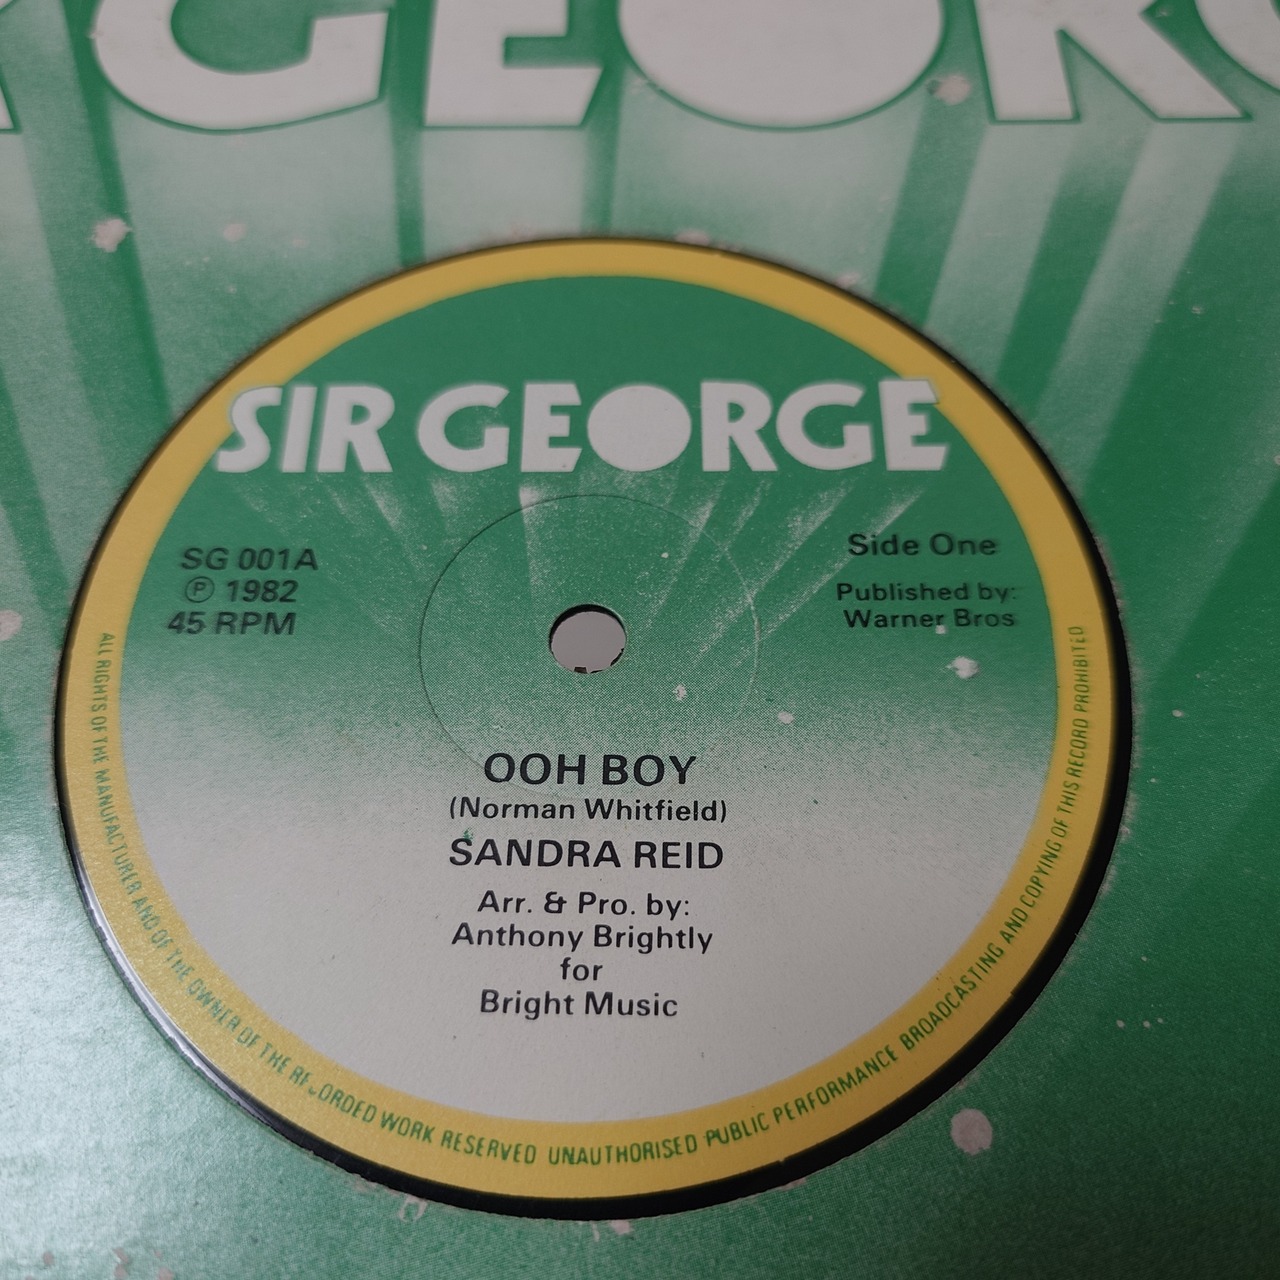 SIR GEORGE
SG 001A
℗ 1982
45 RPM
Side One
Published by:
Warner Bros
OOH BOY
(Norman Whitfield)
SANDRA REID
Arr. & Pro. by:
Anthony Brightly
for
Bright Music
ALL RIGHTS OF THE MANUFACTURER AND OF THE OWNER OF THE RECORDED WORK RESERVED UNAUTHORISED PUBLIC PERFORMANCE BROADCASTING AND COPYING OF THIS RECORD PROHIBITED